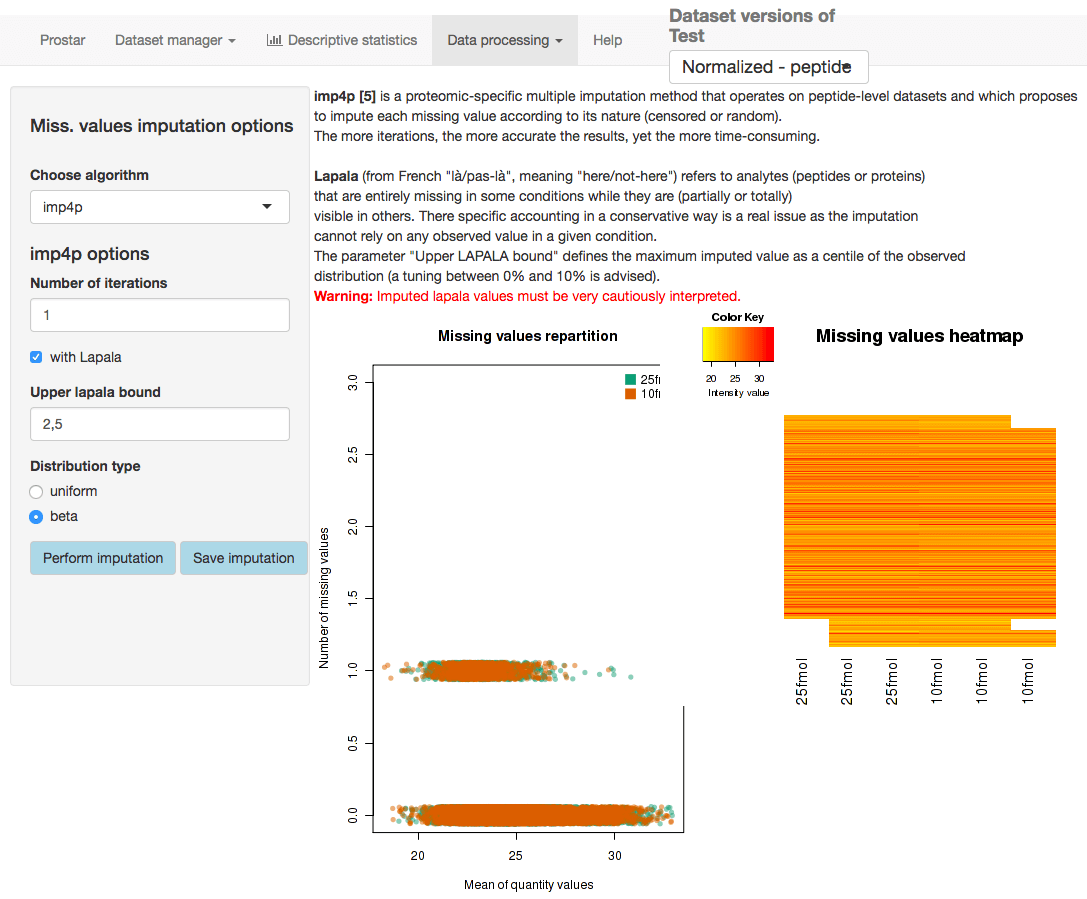 Prostar
Dataset manager
Descriptive statistics
Data processing
Help
Dataset versions of
Test
Normalized - peptide
Miss. values imputation options
Choose algorithm
imp4p
imp4p options
Number of iterations
1
with Lapala
Upper lapala bound
2,5
Distribution type
uniform
beta
Perform imputation
Save imputation
imp4p [5] is a proteomic-specific multiple imputation method that operates on peptide-level datasets and which proposes
to impute each missing value according to its nature (censored or random).
The more iterations, the more accurate the results, yet the more time-consuming.
Lapala (from French "là/pas-là", meaning "here/not-here") refers to analytes (peptides or proteins)
that are entirely missing in some conditions while they are (partially or totally)
visible in others. There specific accounting in a conservative way is a real issue as the imputation
cannot rely on any observed value in a given condition.
The parameter "Upper LAPALA bound" defines the maximum imputed value as a centile of the observed
distribution (a tuning between 0% and 10% is advised).
Warning: Imputed lapala values must be very cautiously interpreted.
Missing values repartition
25f
10f
3.0
2.5
2.0
1.5
1.0
0.5
0.0
Number of missing values
20 25 30
Mean of quantity values
Color Key
20 25 30
Intensity value
Missing values heatmap
25fmol
25fmol
25fmol
10fmol
10fmol
10fmol